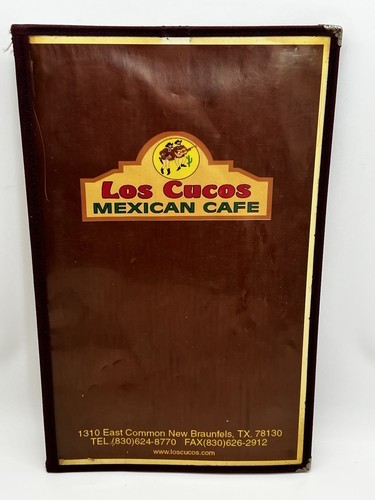 Los Cucos
MEXICAN CAFE
1310 East Common New Braunfels, TX. 78130
TEL.(830)624-8770 FAX(830)626-2912
www.loscucos.com